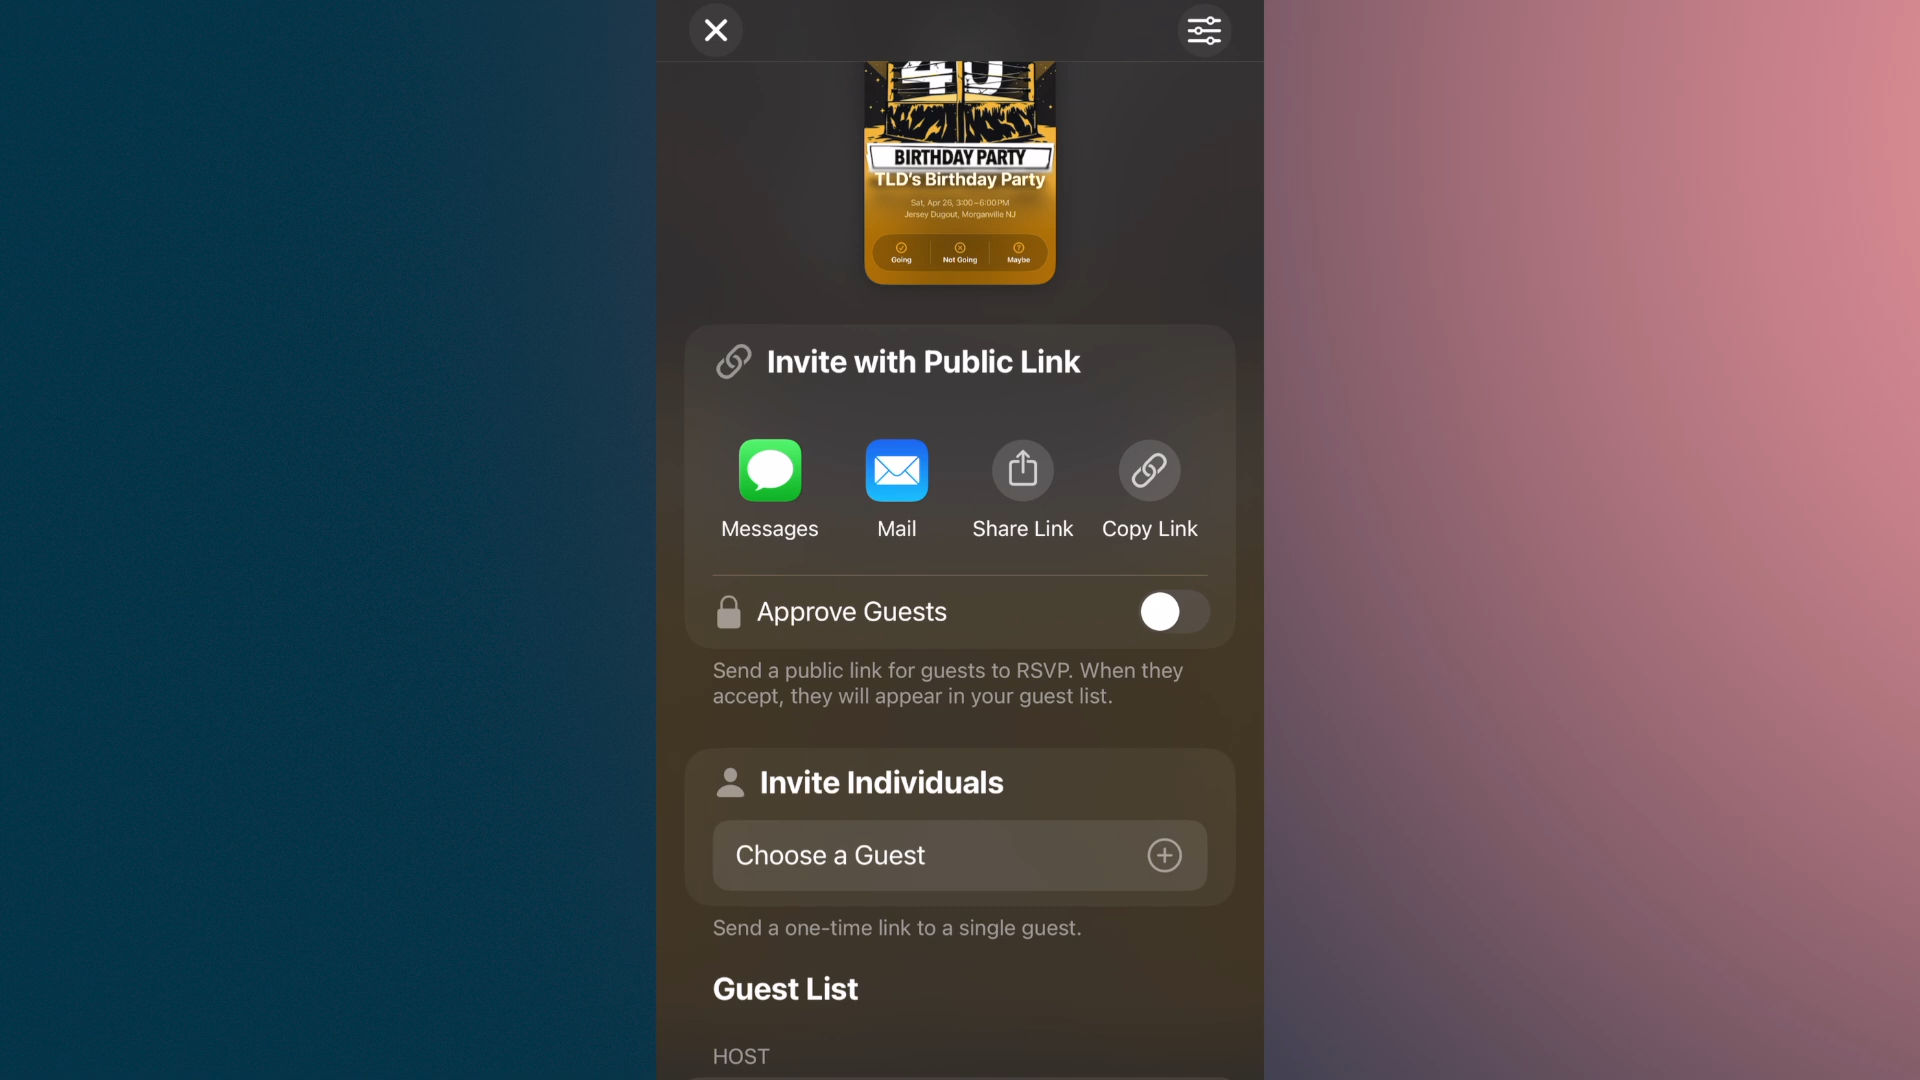 40
BIRTHDAY PARTY
TLD's Birthday Party
Sat, Apr 26, 3:00–6:00PM
Jersey Dugout, Morganville NJ
Going Not Going Maybe
Invite with Public Link
Messages Mail Share Link Copy Link
Approve Guests
Send a public link for guests to RSVP. When they
accept, they will appear in your guest list.
Invite Individuals
Choose a Guest
Send a one-time link to a single guest.
Guest List
HOST